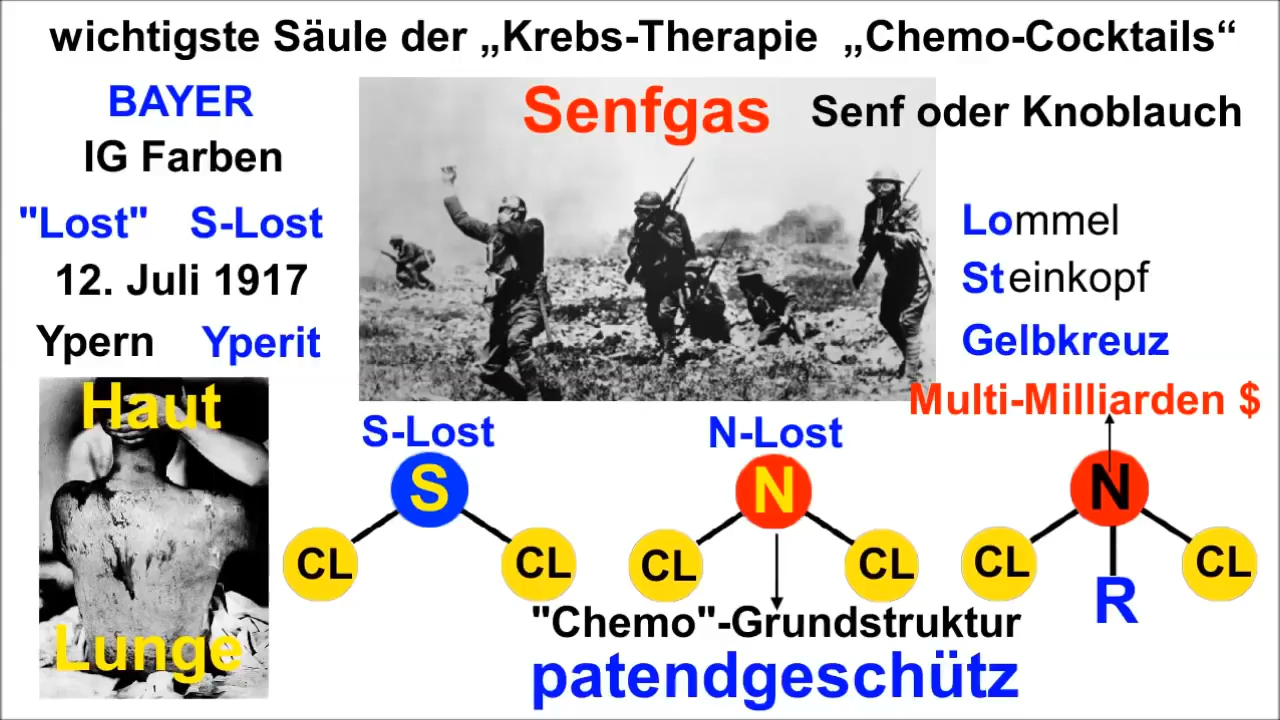 wichtigste Säule der „Krebs-Therapie „Chemo-Cocktails“
BAYER
IG Farben
"Lost" S-Lost
12. Juli 1917
Ypern Yperit
Haut
Lunge
Senfgas
Senf oder Knoblauch
Lommel
Steinkopf
Gelbkreuz
Multi-Milliarden $
S-Lost
S
CL CL
N-Lost
N
CL CL
N
CL CL
R
"Chemo"-Grundstruktur
patendgeschütz